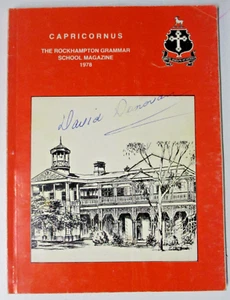 CAPRICORNUS
THE ROCKHAMPTON GRAMMAR
SCHOOL MAGAZINE
1978
David Donovan